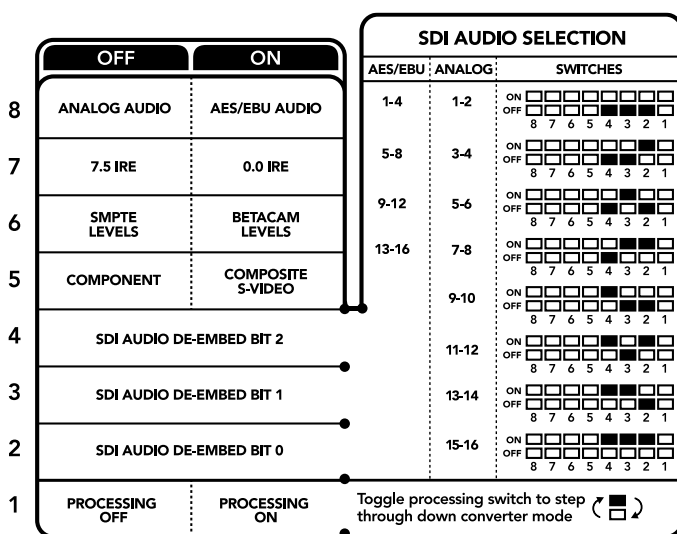 OFF ON
8 ANALOG AUDIO AES/EBU AUDIO
7 7.5 IRE 0.0 IRE
6 SMPTE LEVELS BETACAM LEVELS
5 COMPONENT COMPOSITE S-VIDEO
4 SDI AUDIO DE-EMBED BIT 2
3 SDI AUDIO DE-EMBED BIT 1
2 SDI AUDIO DE-EMBED BIT 0
1 PROCESSING OFF PROCESSING ON
SDI AUDIO SELECTION
AES/EBU ANALOG SWITCHES
1-4 1-2 ON
OFF
8 7 6 5 4 3 2 1
5-8 3-4 ON
OFF
8 7 6 5 4 3 2 1
9-12 5-6 ON
OFF
8 7 6 5 4 3 2 1
13-16 7-8 ON
OFF
8 7 6 5 4 3 2 1
9-10 ON
OFF
8 7 6 5 4 3 2 1
11-12 ON
OFF
8 7 6 5 4 3 2 1
13-14 ON
OFF
8 7 6 5 4 3 2 1
15-16 ON
OFF
8 7 6 5 4 3 2 1
Toggle processing switch to step
through down converter mode